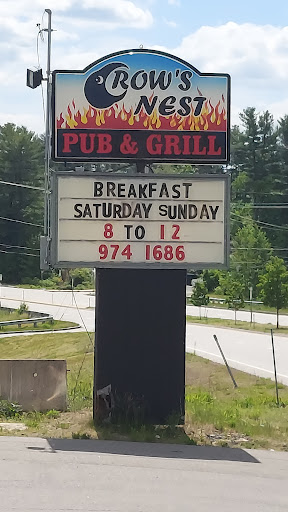 CROW'S
NEST
PUB & GRILL
BREAKFAST
SATURDAY SUNDAY
8 TO 12
974 1686